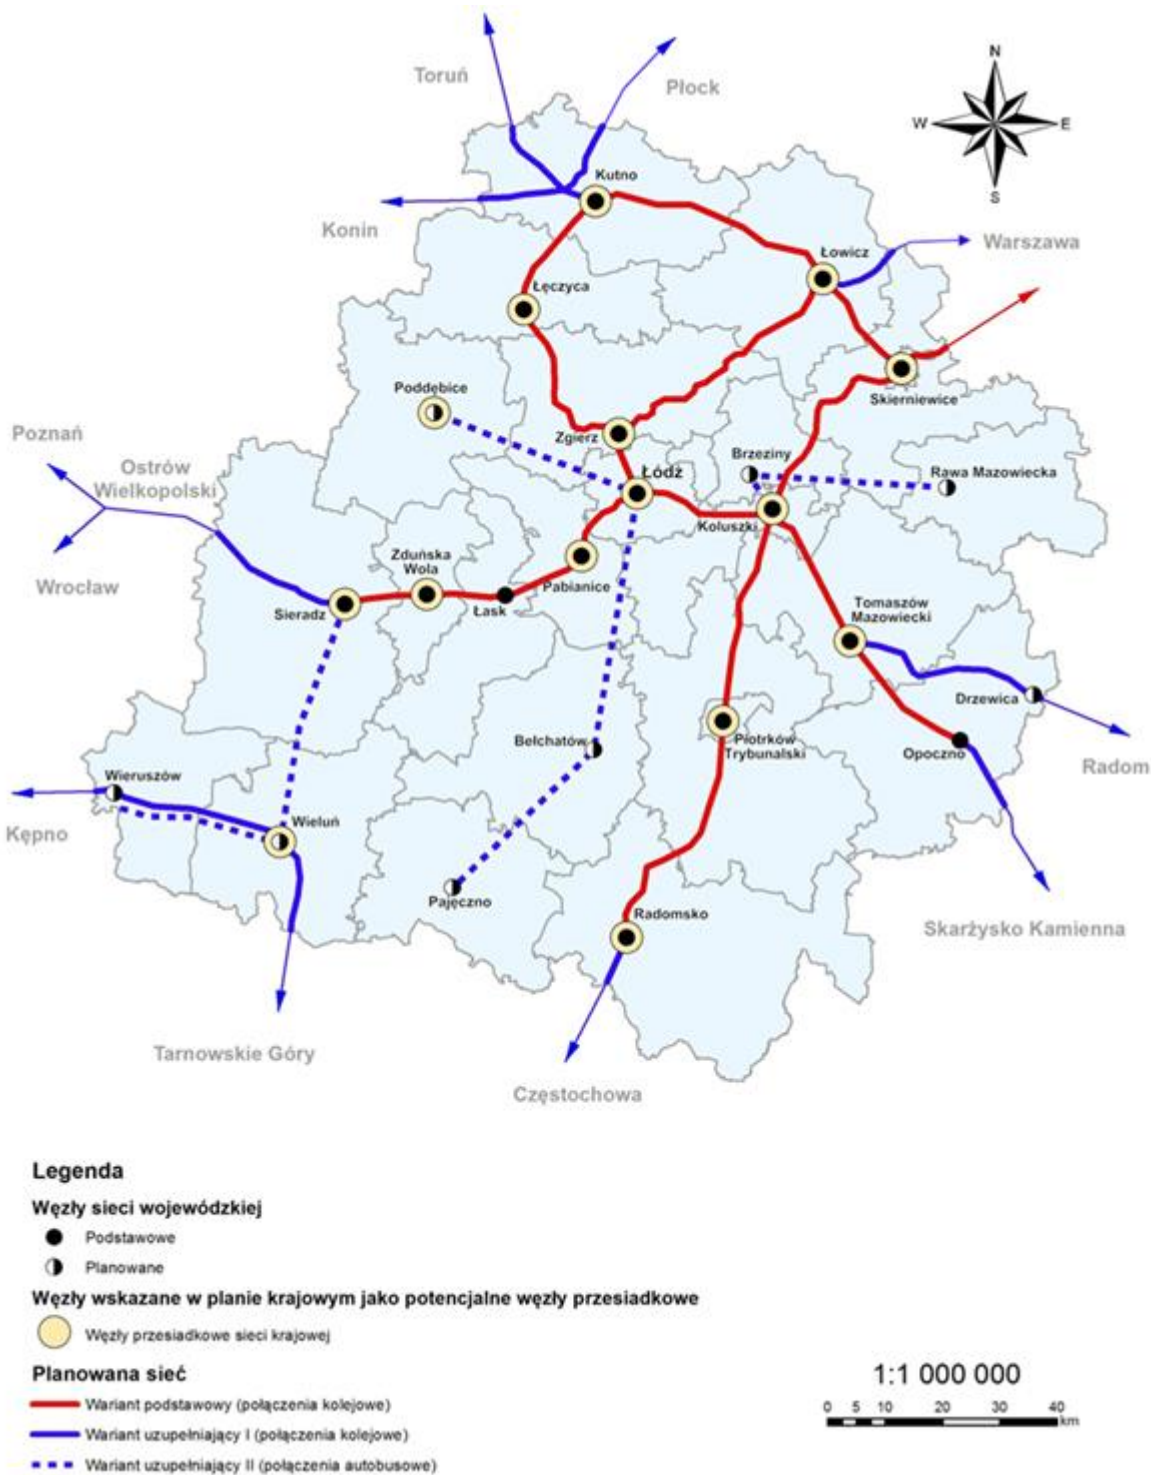 Toruń
Płock
N
W
E
S
Kutno
Konin
Warszawa
Łowicz
Łęczyca
Poddębice
Skierniewice
Poznań
Zgierz
Brzeziny
Ostrów
Wielkopolski
Łódź
Rawa Mazowiecka
Koluszki
Wrocław
Zduńska
Wola
Pabianice
Sieradz
Łask
Tomaszów
Mazowiecki
Drzewica
Bełchatów
Piotrków
Trybunalski
Opoczno
Radom
Wieruszów
Wieluń
Kępno
Pajęczno
Radomsko
Skarżysko Kamienna
Tarnowskie Góry
Częstochowa
Legenda
Węzły sieci wojewódzkiej
Podstawowe
Planowane
Węzły wskazane w planie krajowym jako potencjalne węzły przesiadkowe
Węzły przesiadkowe sieci krajowej
Planowana sieć
1:1 000 000
Wariant podstawowy (połączenia kolejowe)
0 5 10 20 30 40
km
Wariant uzupełniający I (połączenia kolejowe)
Wariant uzupełniający II (połączenia autobusowe)